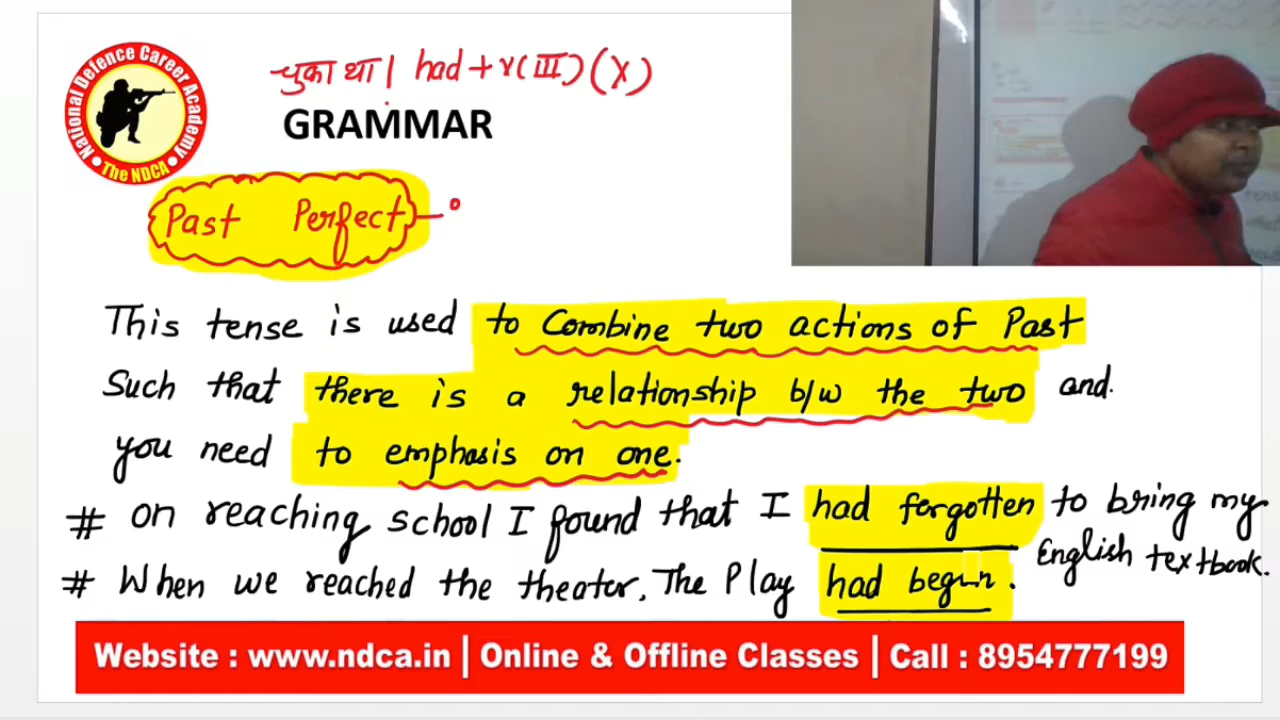 National Defence Career Academy
The NDCA
चुका था | had + V (III) (X)
GRAMMAR
Past Perfect
This tense is used to Combine two actions of Past
Such that there is a relationship b/w the two and
you need to emphasis on one.
# on reaching school I found that I had forgotten to bring my
English textbook.
# When we reached the theater, The Play had begun.
Website : www.ndca.in | Online & Offline Classes | Call : 8954777199